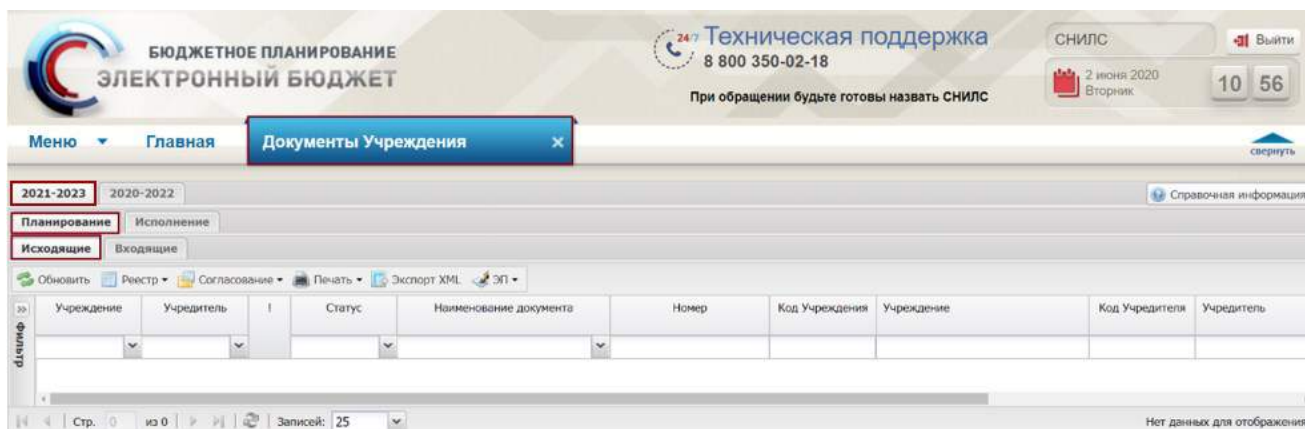 БЮДЖЕТНОЕ ПЛАНИРОВАНИЕ
ЭЛЕКТРОННЫЙ БЮДЖЕТ
24/7 Техническая поддержка
8 800 350-02-18
При обращении будьте готовы назвать СНИЛС
СНИЛС Выйти
2 июня 2020
Вторник
10 56
Меню Главная Документы Учреждения ×
свернуть
2021-2023 2020-2022 Справочная информация
Планирование Исполнение
Исходящие Входящие
Обновить Реестр Согласование Печать Экспорт XML ЭП
Фильтр
Учреждение Учредитель ! Статус Наименование документа Номер Код Учреждения Учреждение Код Учредителя Учредитель
Стр. 0 из 0 Записей: 25 Нет данных для отображения